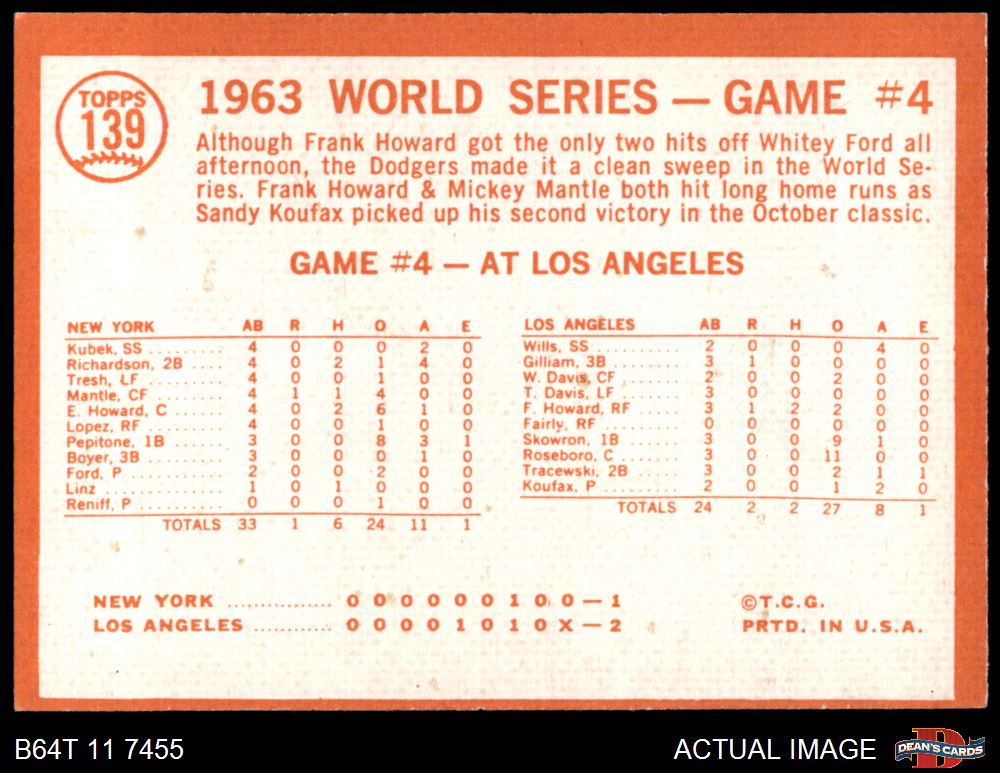 TOPPS
139
1963 WORLD SERIES — GAME #4
Although Frank Howard got the only two hits off Whitey Ford all
afternoon, the Dodgers made it a clean sweep in the World Se-
ries. Frank Howard & Mickey Mantle both hit long home runs as
Sandy Koufax picked up his second victory in the October classic.
GAME #4 — AT LOS ANGELES
NEW YORK AB R H O A E
Kubek, SS ......... 4 0 0 0 2 0
Richardson, 2B .... 4 0 2 1 4 0
Tresh, LF ......... 4 0 0 1 0 0
Mantle, CF ........ 4 1 1 4 0 0
E. Howard, C ...... 4 0 2 6 1 0
Lopez, RF ......... 4 0 0 1 0 0
Pepitone, 1B ...... 3 0 0 8 3 1
Boyer, 3B ......... 3 0 0 0 1 0
Ford, P ........... 2 0 0 2 0 0
Linz .............. 1 0 1 0 0 0
Reniff, P ......... 0 0 0 1 0 0
TOTALS 33 1 6 24 11 1
LOS ANGELES AB R H O A E
Wills, SS ......... 2 0 0 0 4 0
Gilliam, 3B ....... 3 1 0 0 0 0
W. Davis, CF ...... 2 0 0 2 0 0
T. Davis, LF ...... 3 0 0 0 0 0
F. Howard, RF ..... 3 1 2 2 0 0
Fairly, RF ........ 0 0 0 0 0 0
Skowron, 1B ....... 3 0 0 9 1 0
Roseboro, C ....... 3 0 0 11 0 0
Tracewski, 2B ..... 3 0 0 2 1 1
Koufax, P ......... 2 0 0 1 2 0
TOTALS 24 2 2 27 8 1
NEW YORK .............. 0 0 0 0 0 0 1 0 0 — 1
LOS ANGELES ........... 0 0 0 0 1 0 1 0 X — 2
©T.C.G.
PRTD. IN U.S.A.
B64T 11 7455
ACTUAL IMAGE
DEAN'S CARDS